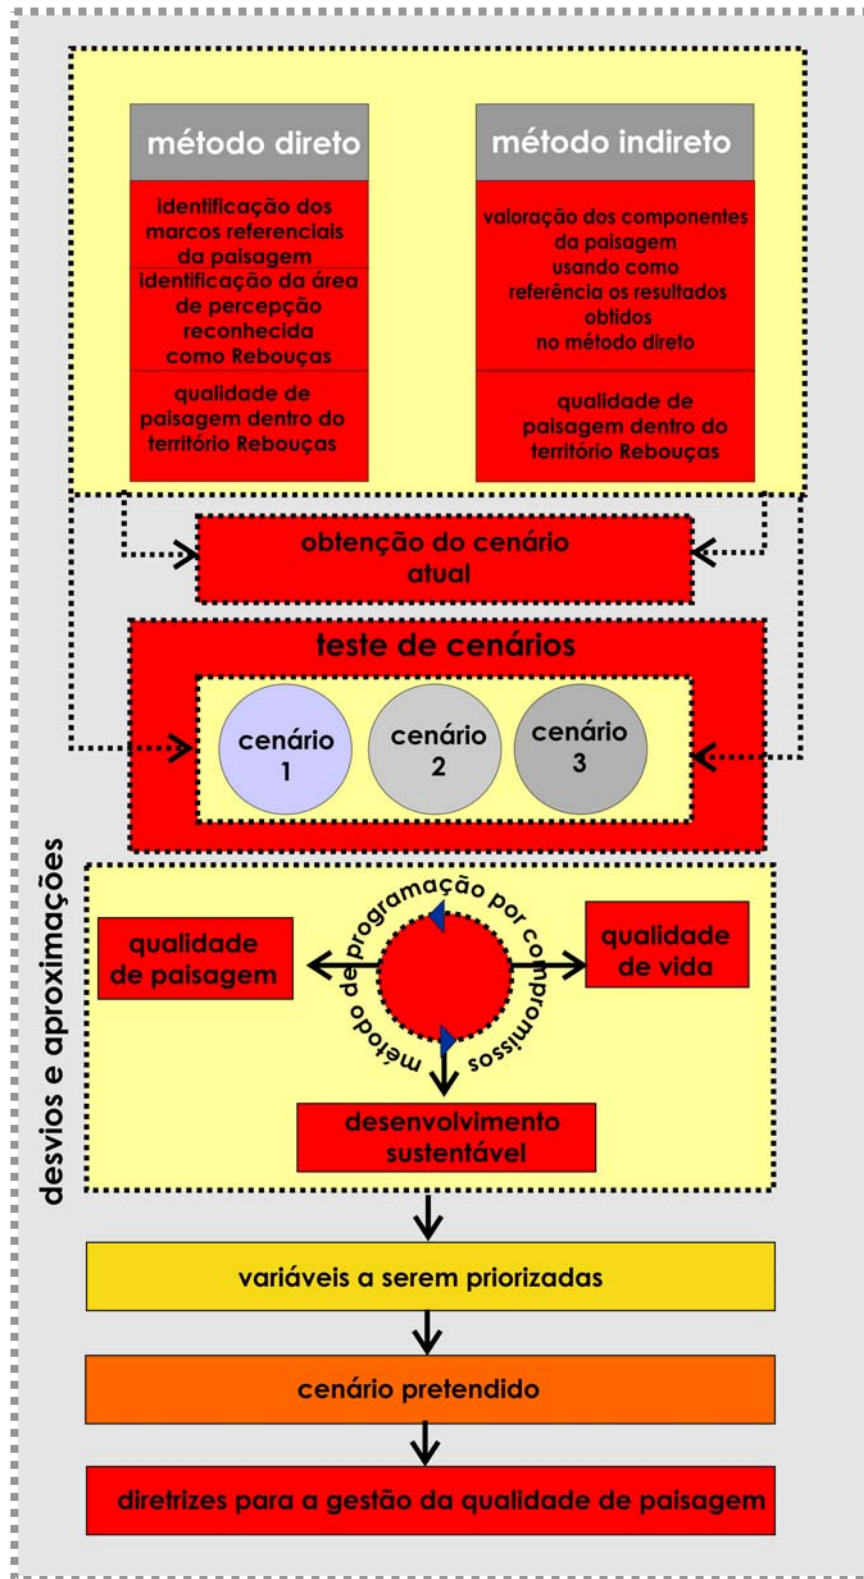 método direto
identificação dos
marcos referenciais
da paisagem
identificação da área
de percepção
reconhecida
como Rebouças
qualidade de
paisagem dentro do
território Rebouças
método indireto
valoração dos componentes
da paisagem
usando como
referência os resultados
obtidos
no método direto
qualidade de
paisagem dentro do
território Rebouças
obtenção do cenário
atual
teste de cenários
cenário
1
cenário
2
cenário
3
desvios e aproximações
método de programação por compromissos
qualidade
de paisagem
qualidade
de vida
desenvolvimento
sustentável
variáveis a serem priorizadas
cenário pretendido
diretrizes para a gestão da qualidade de paisagem